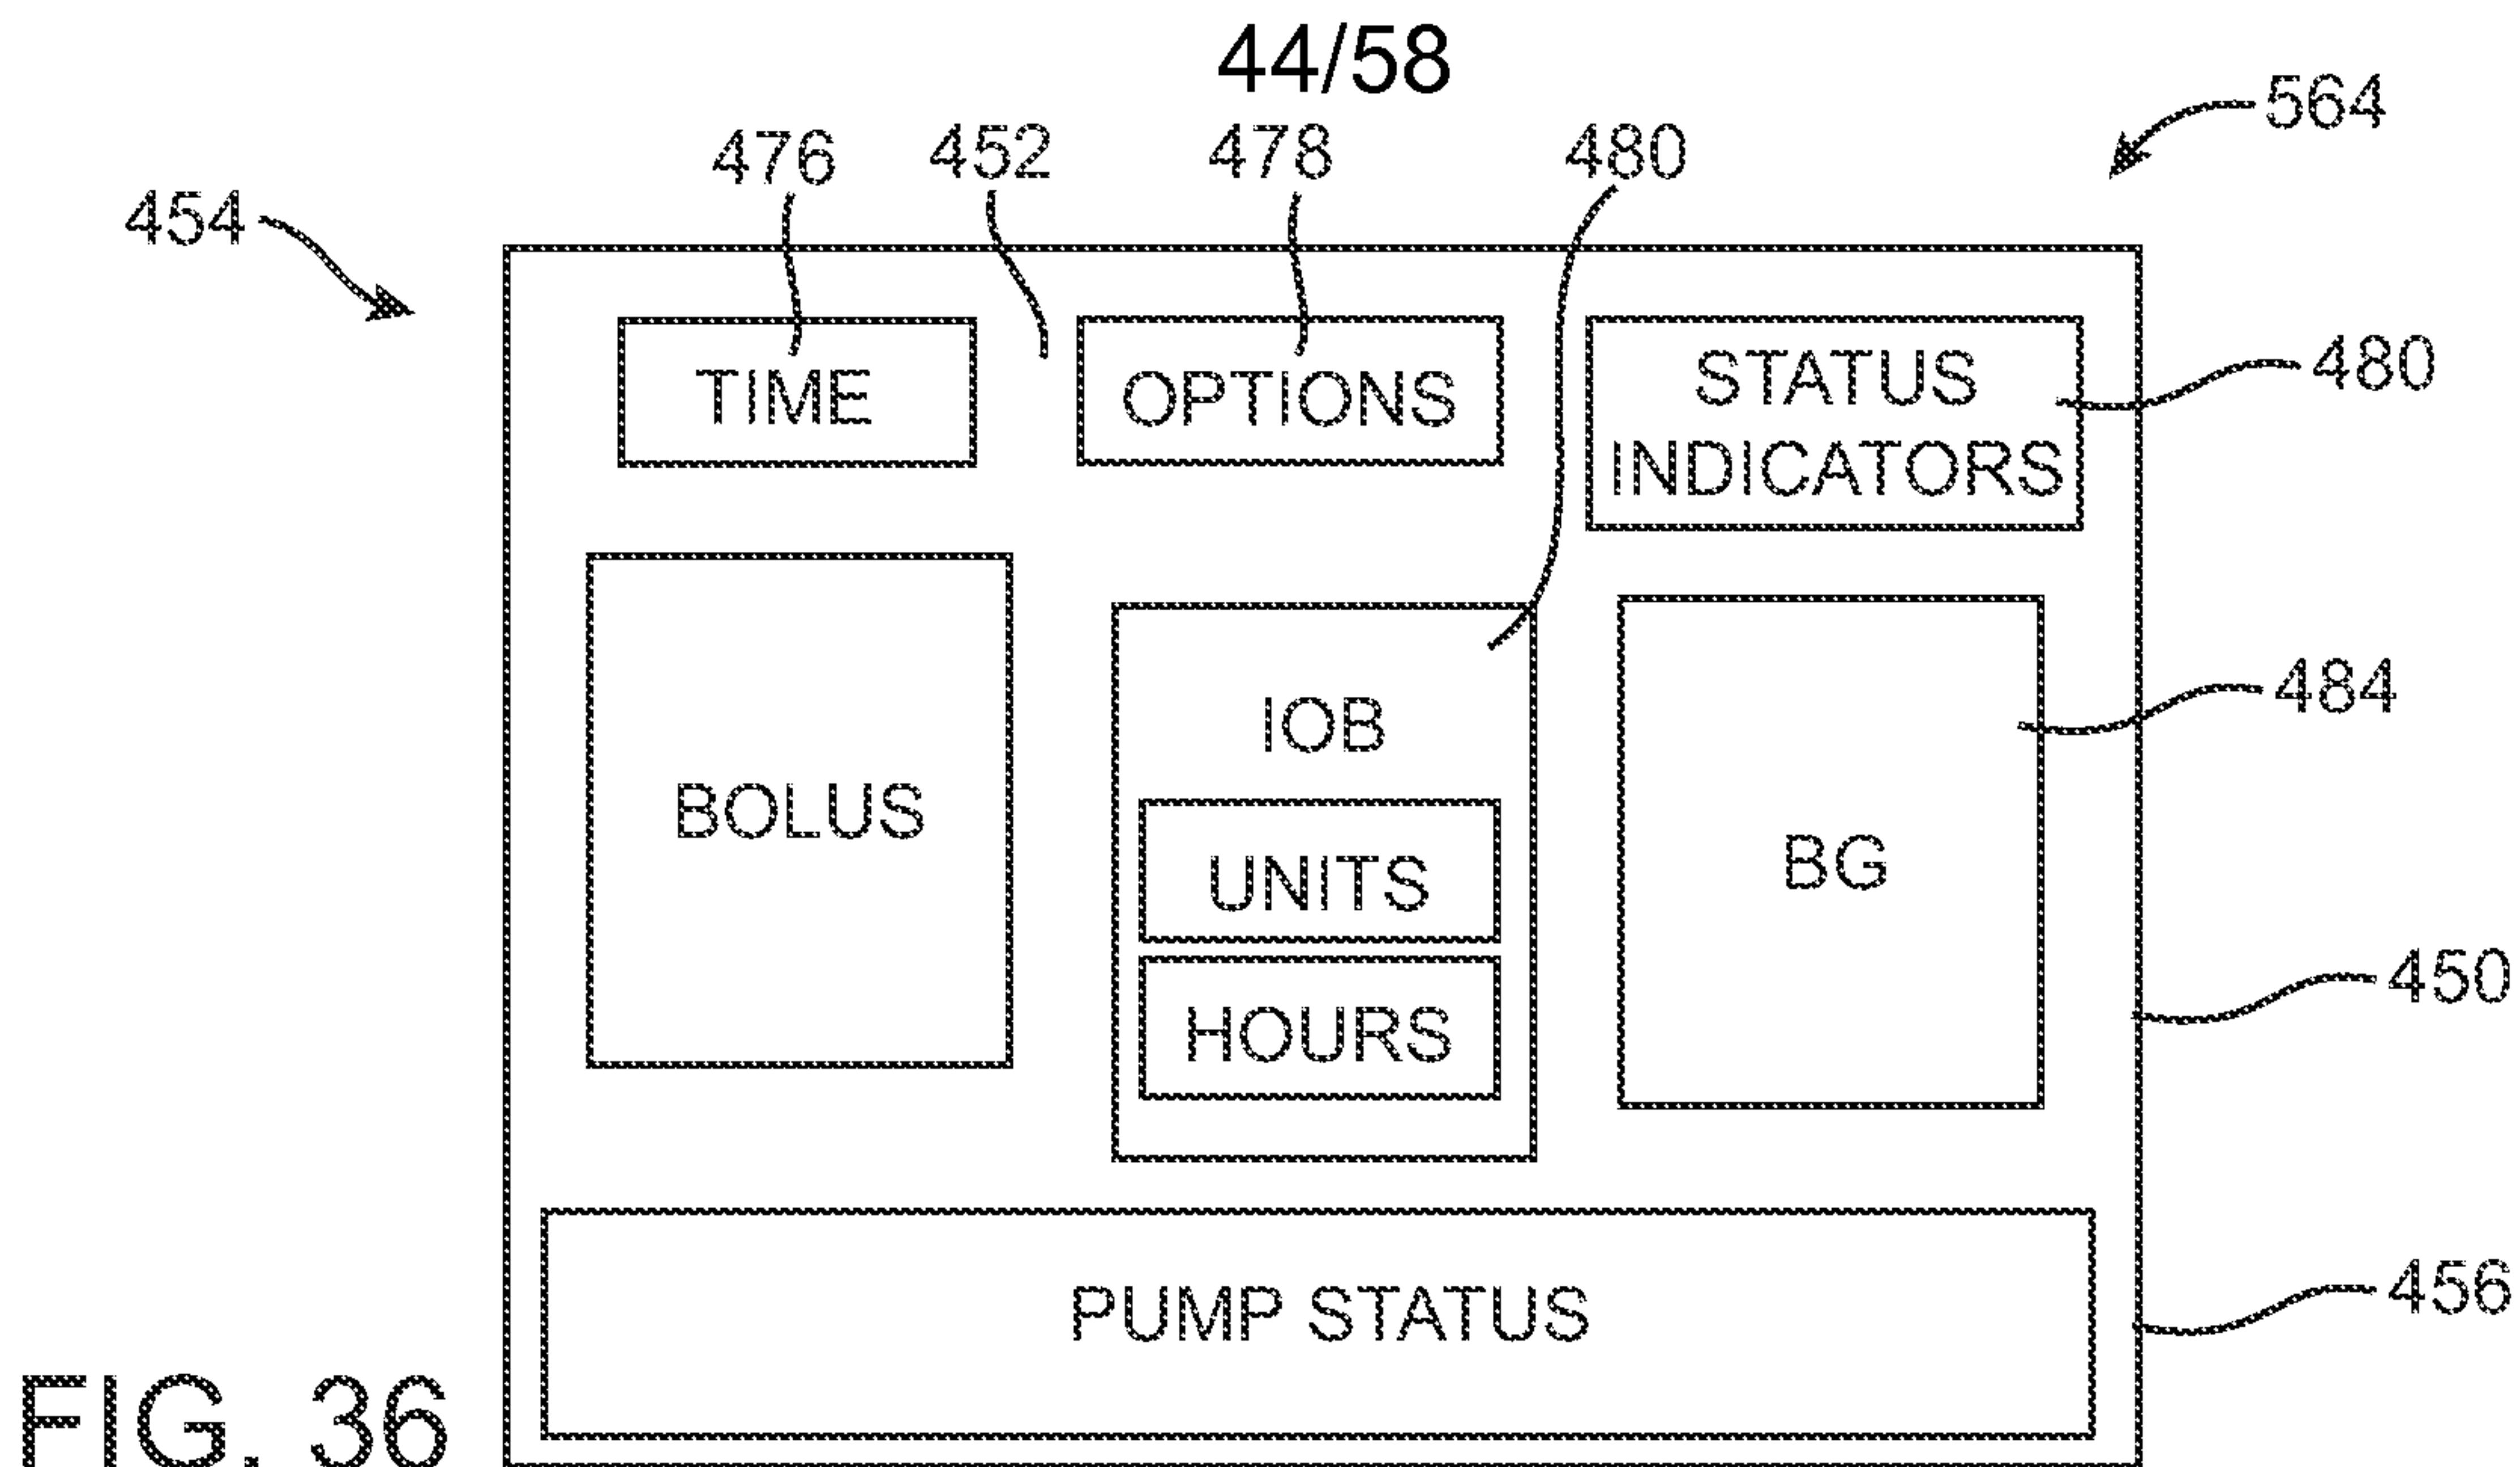 44/58
564
476 452 478 480
454
TIME OPTIONS STATUS
INDICATORS
480
484
BOLUS
IOB
UNITS
HOURS
BG
450
PUMP STATUS
456
FIG. 36